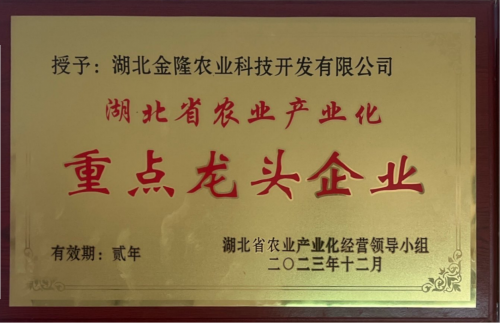 授予：湖北金隆农业科技开发有限公司
湖北省农业产业化
重点龙头企业
湖北省农业产业化经营领导小组
有效期：贰年
二〇二三年十二月